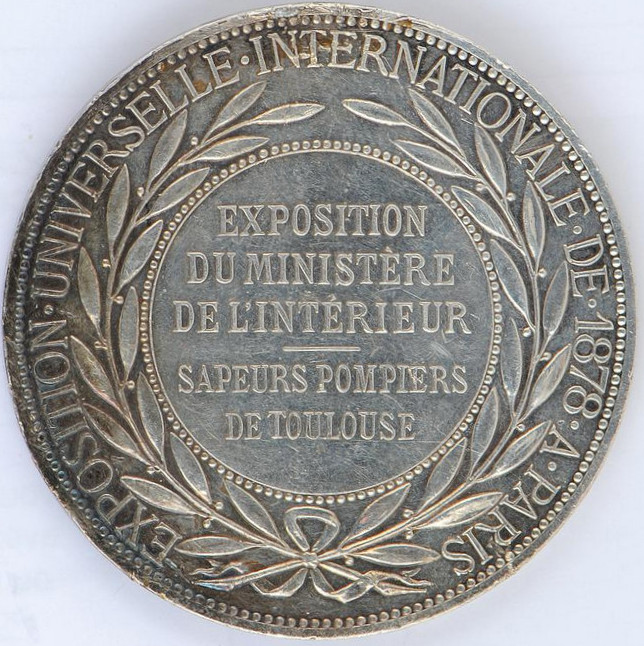 EXPOSITION·UNIVERSELLE·INTERNATIONALE·DE·1878·A·PARIS
EXPOSITION
DU MINISTÈRE
DE L'INTÉRIEUR
SAPEURS POMPIERS
DE TOULOUSE